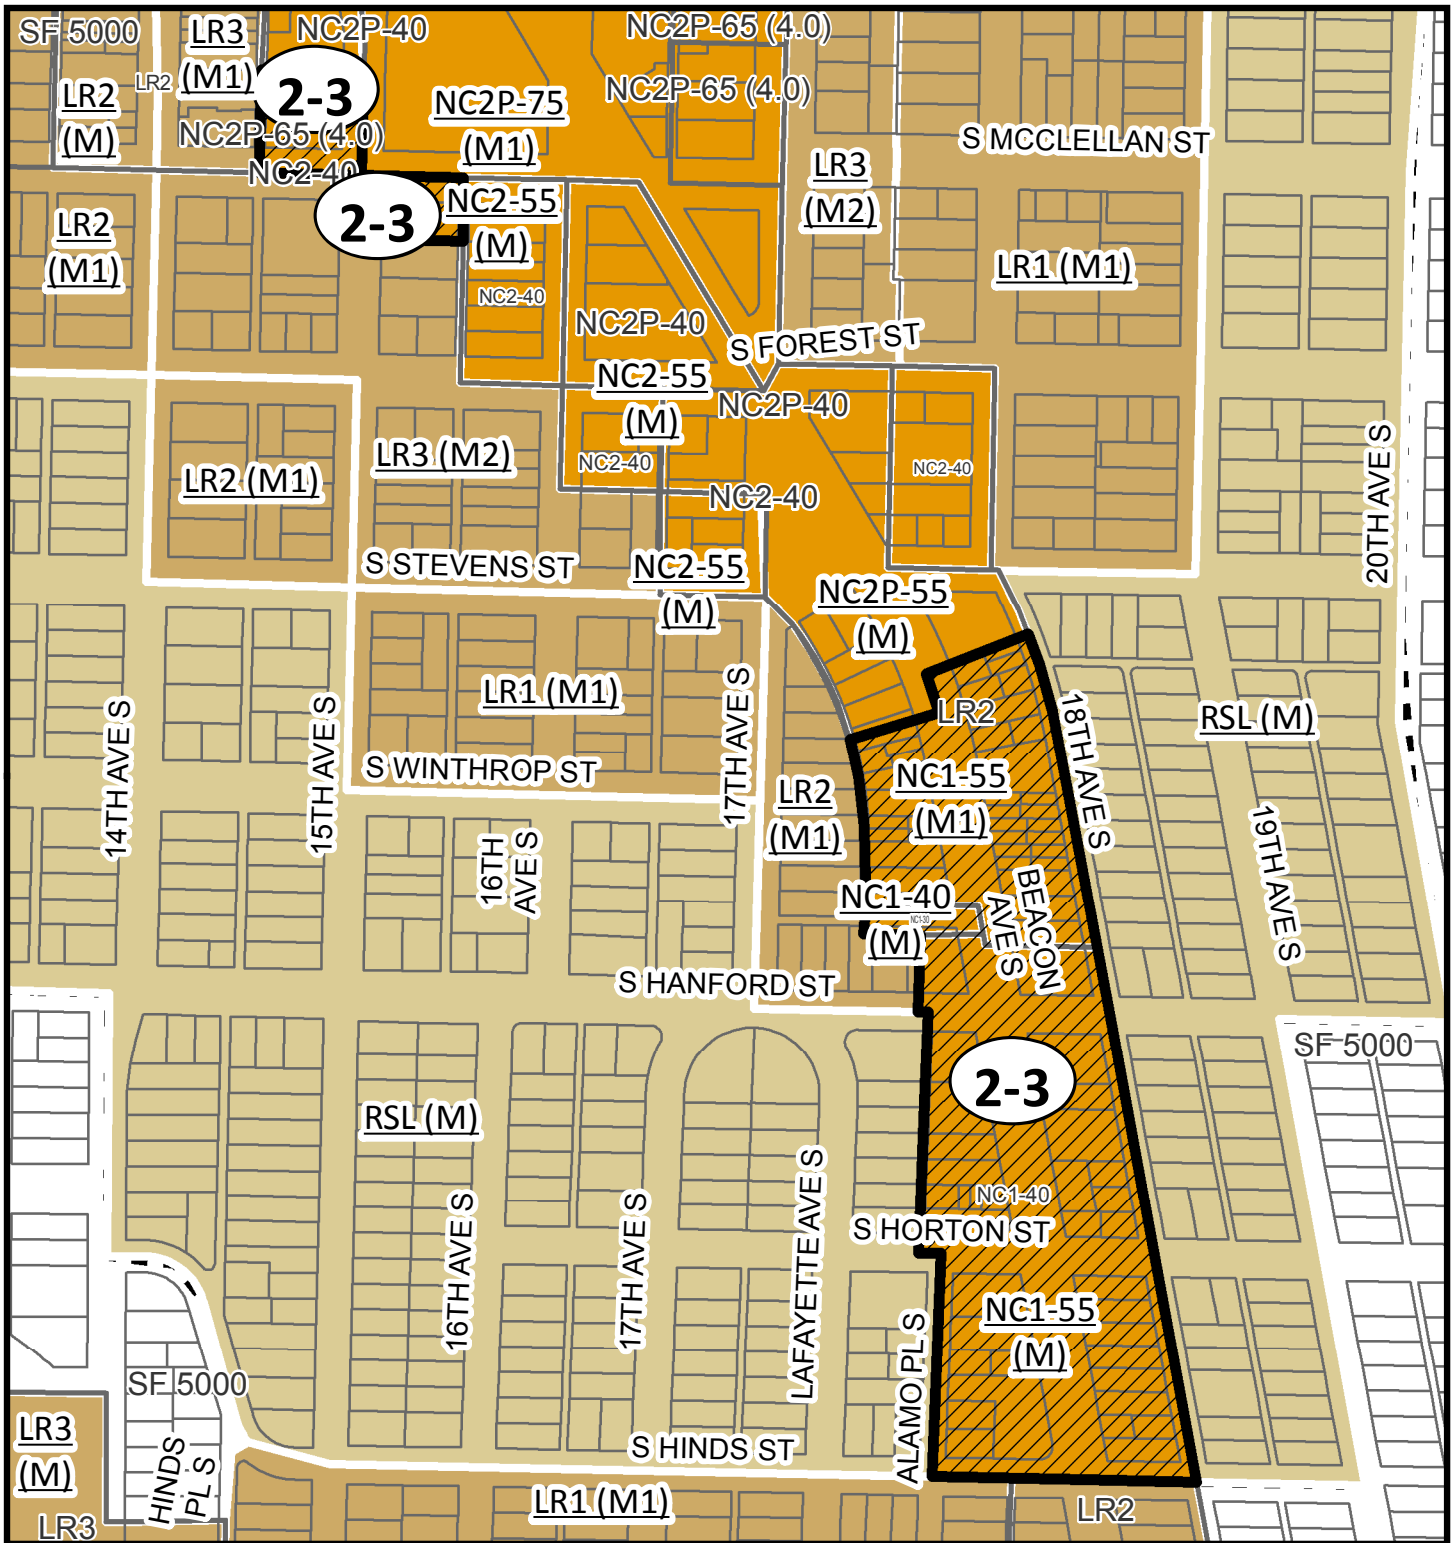 SF 5000
LR3
(M1)
NC2P-40
NC2P-65 (4.0)
2-3
LR2
LR2
(M)
NC2P-75
(M1)
NC2P-65 (4.0)
NC2P-65 (4.0)
S MCCLELLAN ST
NC2-40
LR3
(M2)
2-3
NC2-55
(M)
LR2
(M1)
LR1 (M1)
NC2-40
NC2P-40
S FOREST ST
NC2-55
(M)
NC2P-40
LR3 (M2)
LR2 (M1)
NC2-40
NC2-40
NC2-40
20TH AVE S
S STEVENS ST
NC2-55
(M)
NC2P-55
(M)
LR1 (M1)
17TH AVE S
LR2
18TH AVE S
RSL (M)
14TH AVE S
15TH AVE S
S WINTHROP ST
NC1-55
(M1)
LR2
(M1)
16TH
AVE S
19TH AVE S
NC1-40
(M)
NC1-30
BEACON
AVE S
S HANFORD ST
SF 5000
2-3
RSL (M)
NC1-40
S HORTON ST
16TH AVE S
17TH AVE S
LAFAYETTE AVE S
ALAMO PL S
NC1-55
(M)
SF 5000
LR3
(M)
HINDS
PL S
S HINDS ST
LR3
LR1 (M1)
LR2